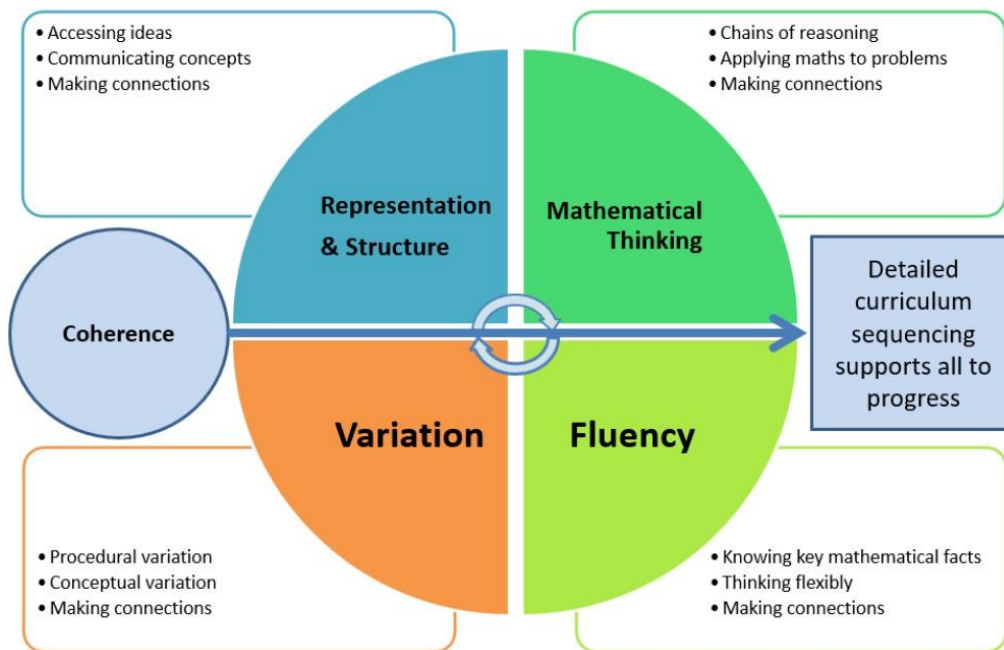 • Accessing ideas
• Communicating concepts
• Making connections
• Chains of reasoning
• Applying maths to problems
• Making connections
Representation
& Structure
Mathematical
Thinking
Coherence
Detailed
curriculum
sequencing
supports all to
progress
Variation
Fluency
• Procedural variation
• Conceptual variation
• Making connections
• Knowing key mathematical facts
• Thinking flexibly
• Making connections